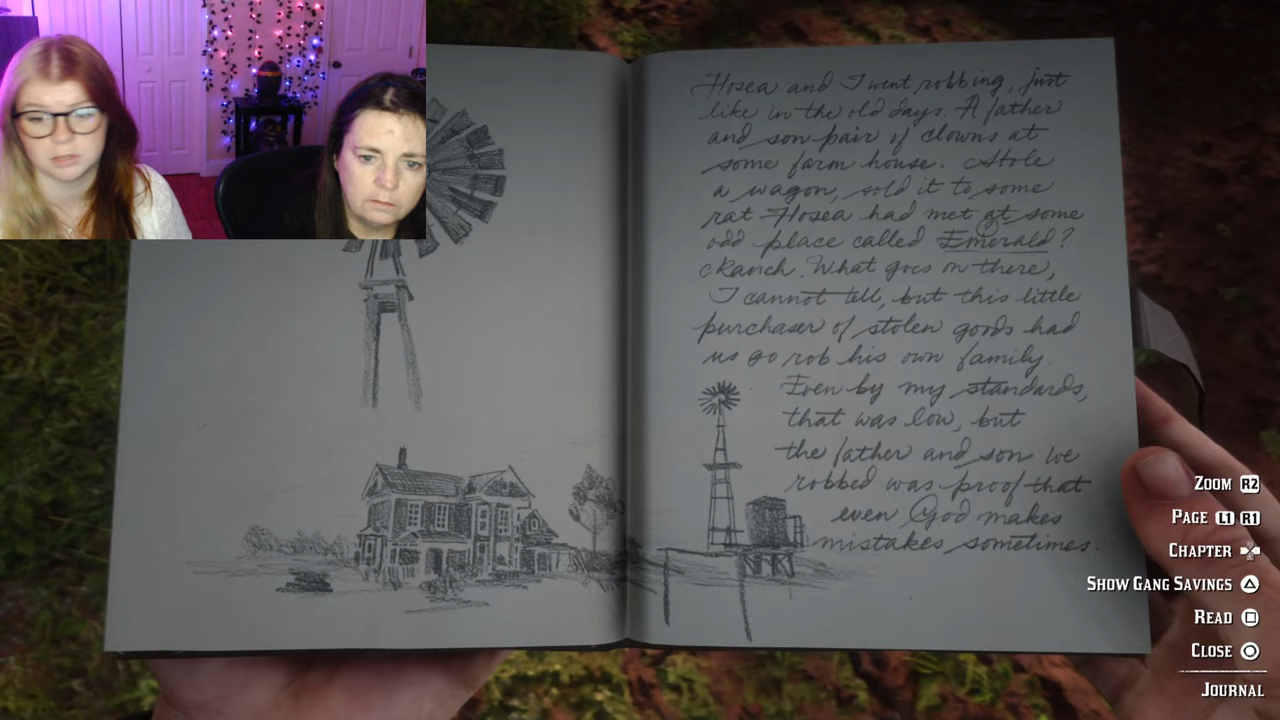 Hosea and I went robbing, just
like in the old days. A father
and son pair of clowns at
some farm house. Stole
a wagon, sold it to some
rat Hosea had met at some
odd place called Emerald?
Ranch. What goes on there,
I cannot tell, but this little
purchaser of stolen goods had
us go rob his own family.
Even by my standards,
that was low, but
the father and son we
robbed was proof that
even God makes
mistakes sometimes.
ZOOM R2
PAGE L1 R1
CHAPTER
SHOW GANG SAVINGS
READ
CLOSE
JOURNAL